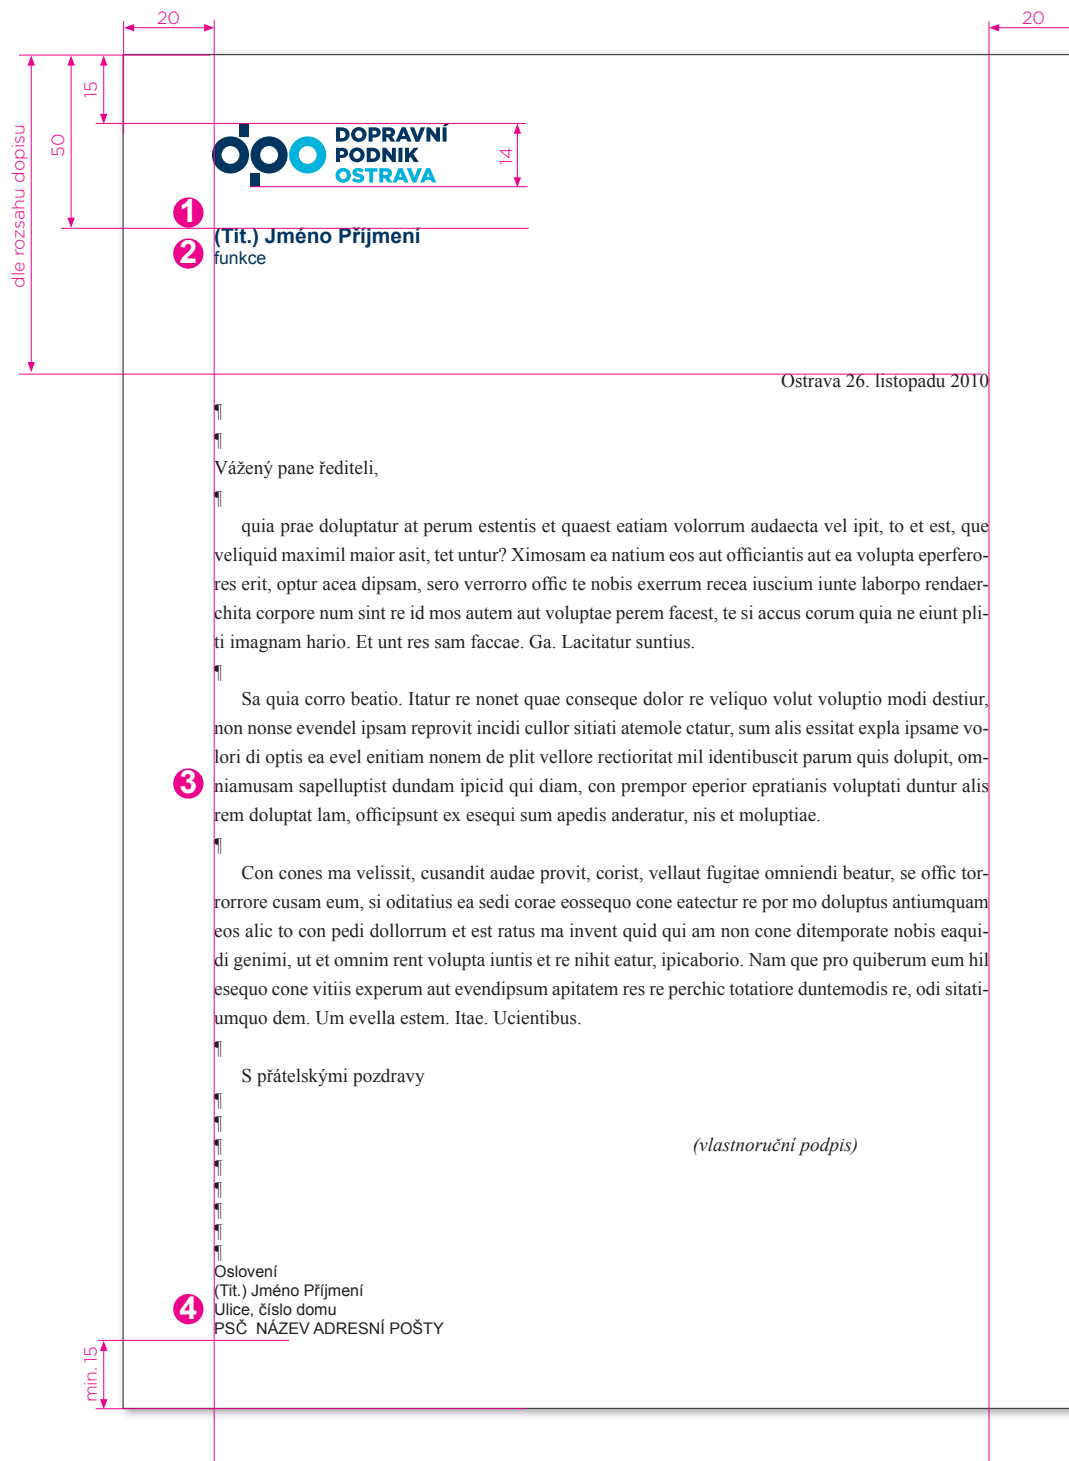 20
20
15
50
dle rozsahu dopisu
dpo
DOPRAVNÍ
PODNIK
OSTRAVA
14
1
(Tit.) Jméno Příjmení
2
funkce
Ostrava 26. listopadu 2010
¶
¶
Vážený pane řediteli,
¶
quia prae doluptatur at perum estentis et quaest eatiam volorrum audaecta vel ipit, to et est, que
veliquid maximil maior asit, tet untur? Ximosam ea natium eos aut officiantis aut ea volupta eperfero-
res erit, optur acea dipsam, sero verrorro offic te nobis exerrum recea iuscium iunte laborpo rendaer-
chita corpore num sint re id mos autem aut voluptae perem facest, te si accus corum quia ne eiunt pli-
ti imagnam hario. Et unt res sam faccae. Ga. Lacitatur suntius.
¶
Sa quia corro beatio. Itatur re nonet quae conseque dolor re veliquo volut voluptio modi destiur,
non nonse evendel ipsam reprovit incidi cullor sitiati atemole ctatur, sum alis essitat expla ipsame vo-
lori di optis ea evel enitiam nonem de plit vellore rectioritat mil identibuscit parum quis dolupit, om-
3
niamusam sapelluptist dundam ipicid qui diam, con prempor eperior epratianis voluptati duntur alis
rem doluptat lam, officipsunt ex esequi sum apedis anderatur, nis et moluptiae.
¶
Con cones ma velissit, cusandit audae provit, corist, vellaut fugitae omniendi beatur, se offic tor-
rorrore cusam eum, si oditatius ea sedi corae eossequo cone eatectur re por mo doluptus antiumquam
eos alic to con pedi dollorrum et est ratus ma invent quid qui am non cone ditemporate nobis eaqui-
di genimi, ut et omnim rent volupta iuntis et re nihit eatur, ipicaborio. Nam que pro quiberum eum hil
esequo cone vitiis experum aut evendipsum apitatem res re perchic totatiore duntemodis re, odi sitati-
umquo dem. Um evella estem. Itae. Ucientibus.
¶
S přátelskými pozdravy
¶
¶
¶
(vlastnoruční podpis)
¶
¶
¶
¶
¶
Oslovení
(Tit.) Jméno Příjmení
4
Ulice, číslo domu
PSČ  NÁZEV ADRESNÍ POŠTY
min. 15